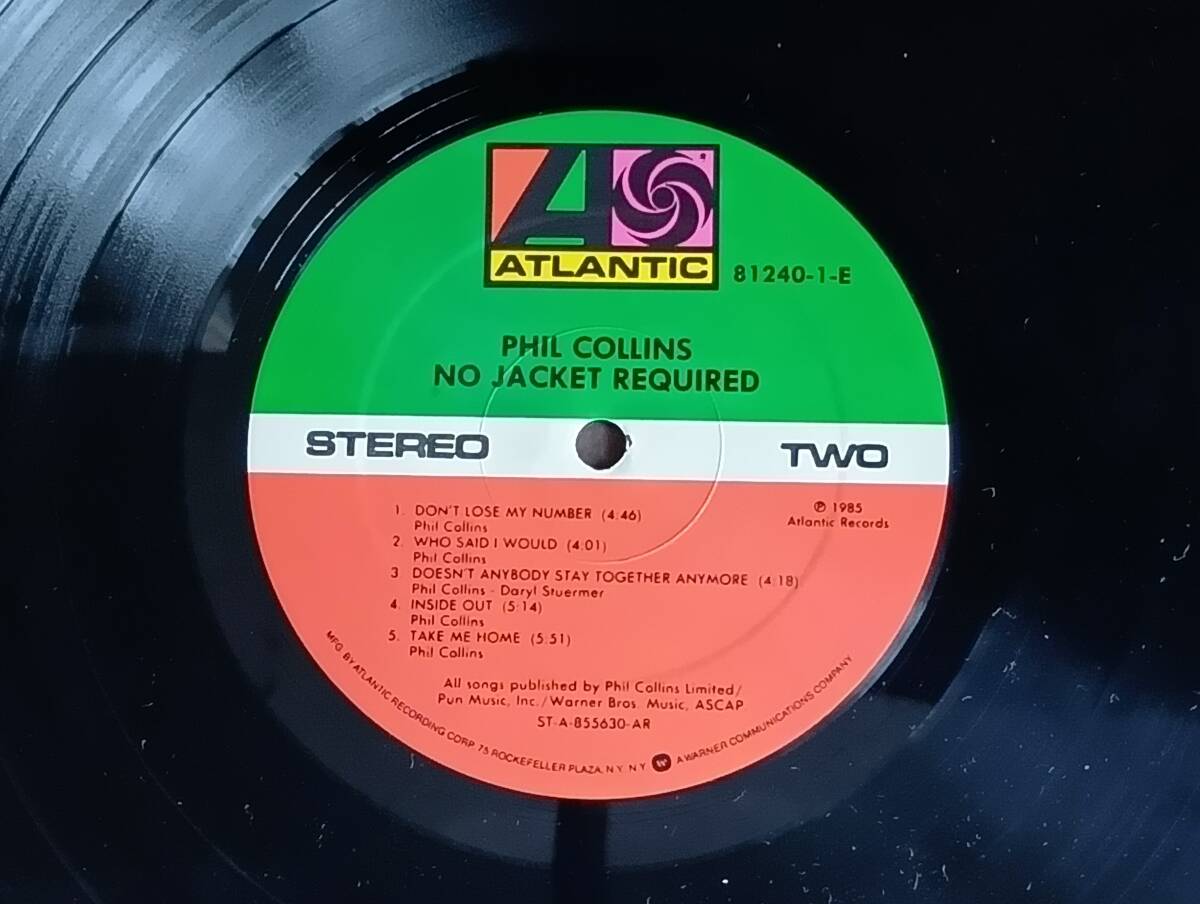 ATLANTIC
81240-1-E
PHIL COLLINS
NO JACKET REQUIRED
STEREO
TWO
℗ 1985
Atlantic Records
1. DON'T LOSE MY NUMBER (4:46)
Phil Collins
2. WHO SAID I WOULD (4:01)
Phil Collins
3 DOESN'T ANYBODY STAY TOGETHER ANYMORE (4:18)
Phil Collins - Daryl Stuermer
4. INSIDE OUT (5:14)
Phil Collins
5. TAKE ME HOME (5:51)
Phil Collins
All songs published by Phil Collins Limited/
Pun Music, Inc./Warner Bros. Music, ASCAP
ST-A-855630-AR
MFG. BY ATLANTIC RECORDING CORP. 75 ROCKEFELLER PLAZA, N.Y. N.Y. A WARNER COMMUNICATIONS COMPANY